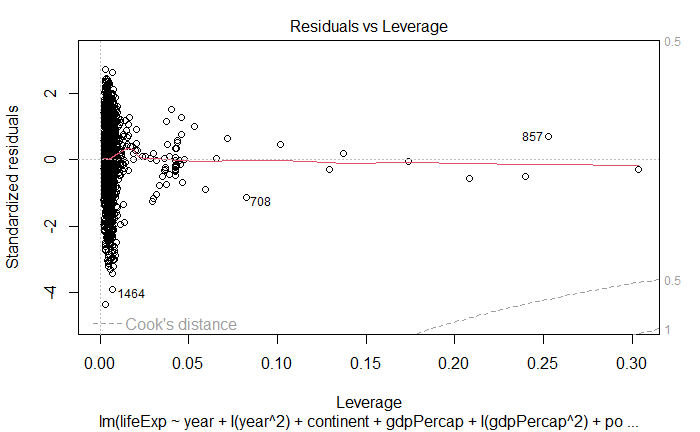 Residuals vs Leverage
0.5
2
0
-2
-4
Standardized residuals
857
708
1464
Cook's distance
0.5
1
0.00 0.05 0.10 0.15 0.20 0.25 0.30
Leverage
lm(lifeExp ~ year + I(year^2) + continent + gdpPercap + I(gdpPercap^2) + po ...